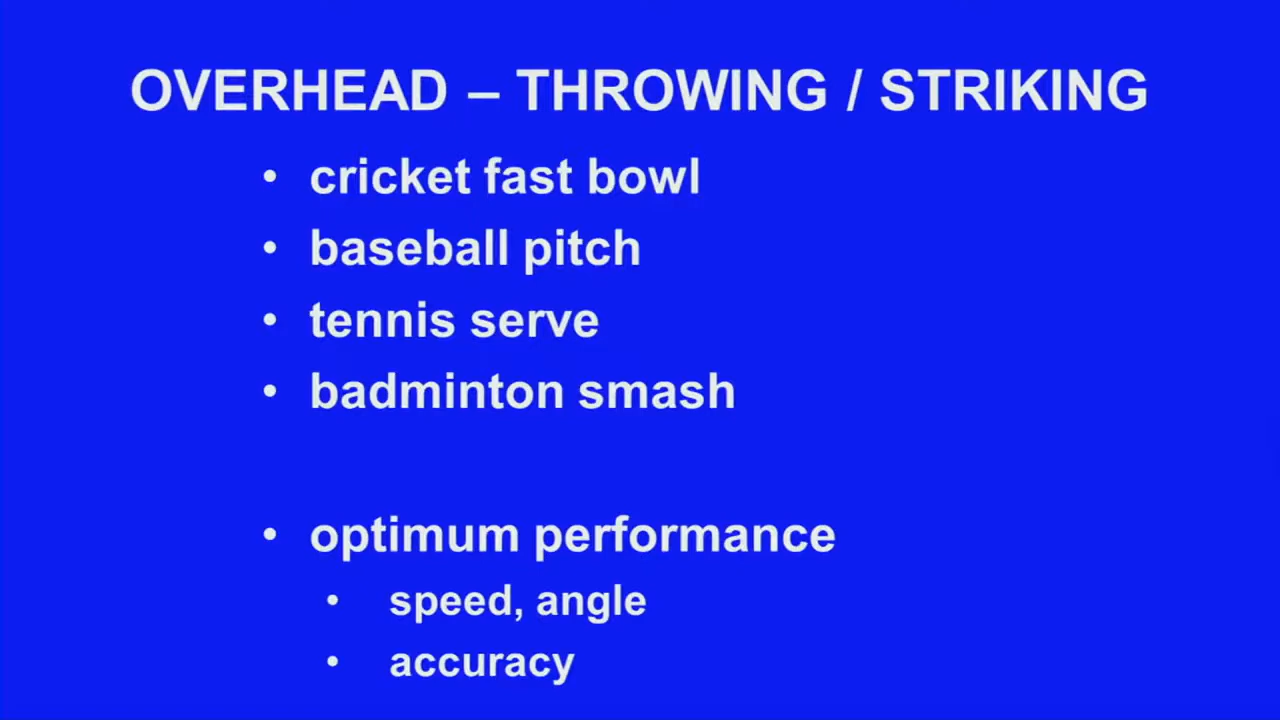 OVERHEAD – THROWING / STRIKING
• cricket fast bowl
• baseball pitch
• tennis serve
• badminton smash
• optimum performance
• speed, angle
• accuracy